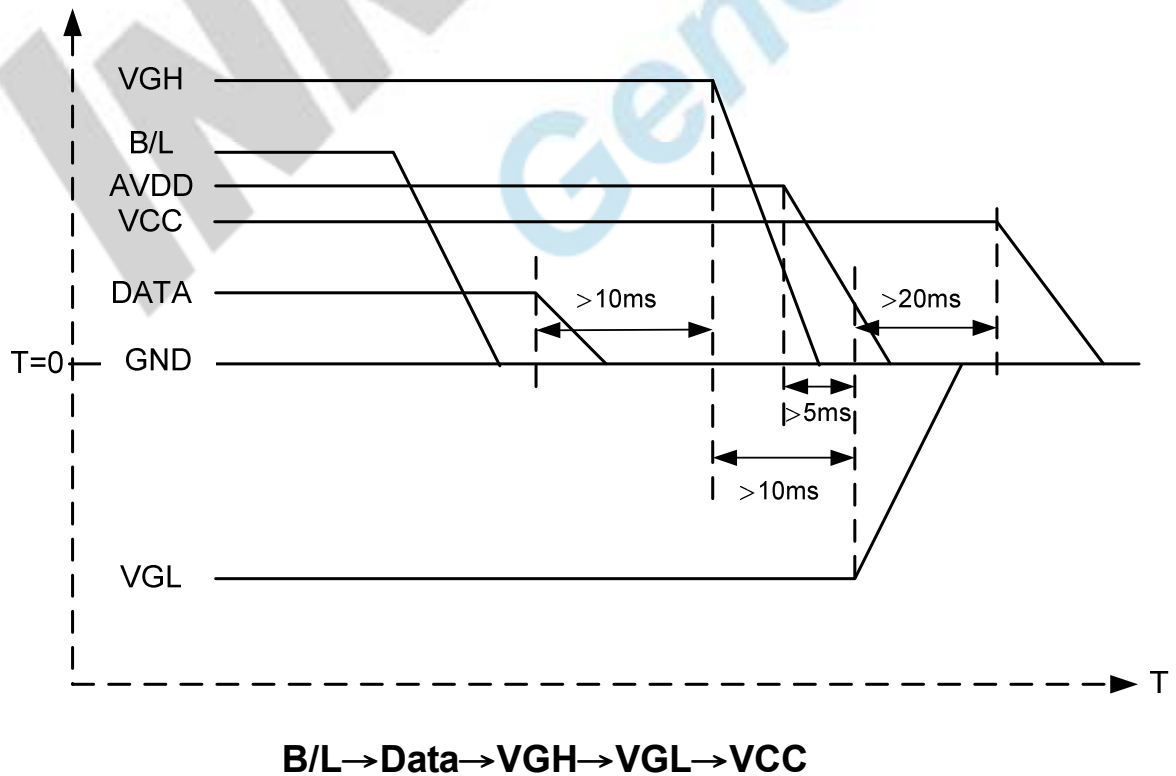 VGH
B/L
AVDD
VCC
DATA
>10ms
>20ms
T=0
GND
>5ms
>10ms
VGL
T
B/L→Data→VGH→VGL→VCC